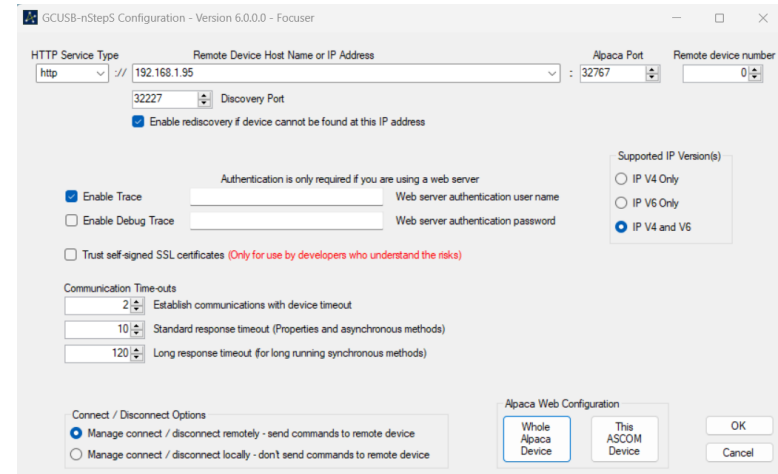 GCUSB-nStepS Configuration - Version 6.0.0.0 - Focuser
HTTP Service Type Remote Device Host Name or IP Address Alpaca Port Remote device number
http :// 192.168.1.95 : 32767 0
32227 Discovery Port
Enable rediscovery if device cannot be found at this IP address
Supported IP Version(s)
IP V4 Only
IP V6 Only
IP V4 and V6
Authentication is only required if you are using a web server
Enable Trace Web server authentication user name
Enable Debug Trace Web server authentication password
Trust self-signed SSL certificates (Only for use by developers who understand the risks)
Communication Time-outs
2 Establish communications with device timeout
10 Standard response timeout (Properties and asynchronous methods)
120 Long response timeout (for long running synchronous methods)
Connect / Disconnect Options
Manage connect / disconnect remotely - send commands to remote device
Manage connect / disconnect locally - don't send commands to remote device
Alpaca Web Configuration
Whole
Alpaca
Device
This
ASCOM
Device
OK
Cancel